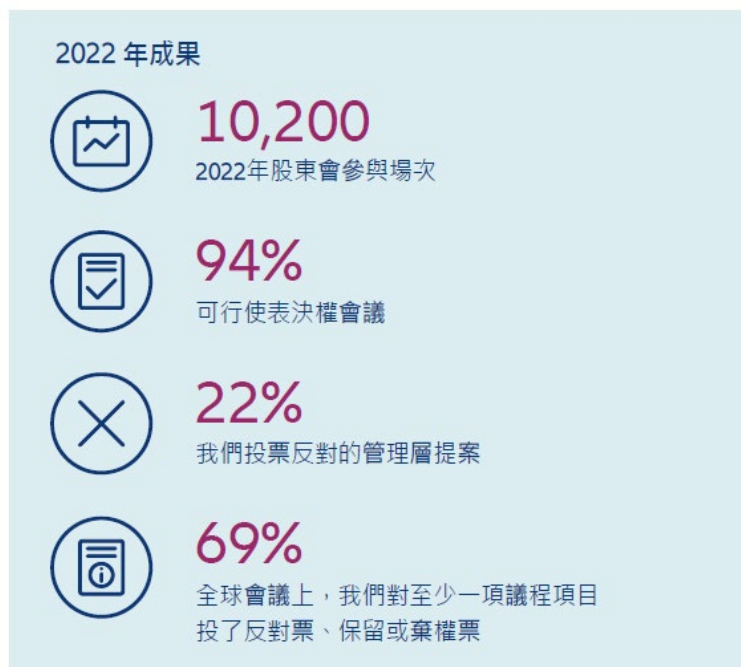 2022 年成果
10,200
2022年股東會參與場次
94%
可行使表決權會議
22%
我們投票反對的管理層提案
69%
全球會議上，我們對至少一項議程項目
投了反對票、保留或棄權票